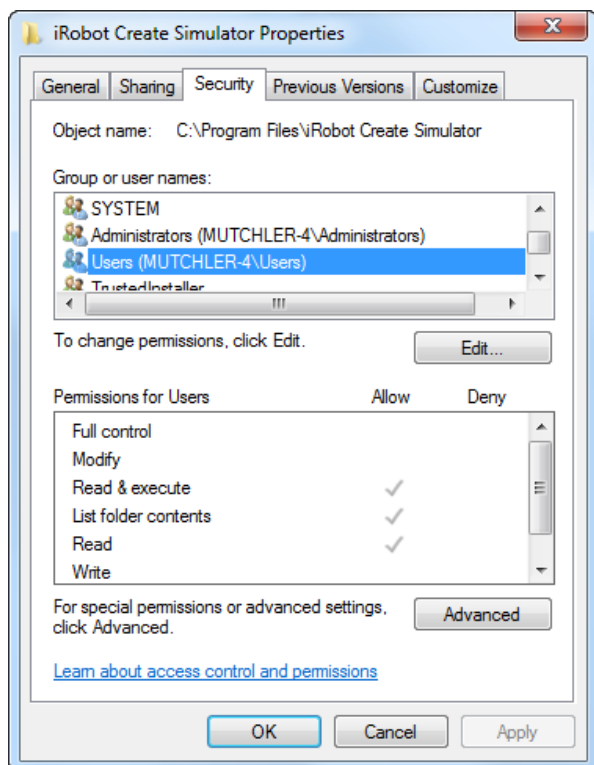 iRobot Create Simulator Properties
General Sharing Security Previous Versions Customize
Object name: C:\Program Files\iRobot Create Simulator
Group or user names:
SYSTEM
Administrators (MUTCHLER-4\Administrators)
Users (MUTCHLER-4\Users)
TrustedInstaller
To change permissions, click Edit.
Edit...
Permissions for Users Allow Deny
Full control
Modify
Read & execute
List folder contents
Read
Write
For special permissions or advanced settings,
click Advanced.
Advanced
Learn about access control and permissions
OK Cancel Apply